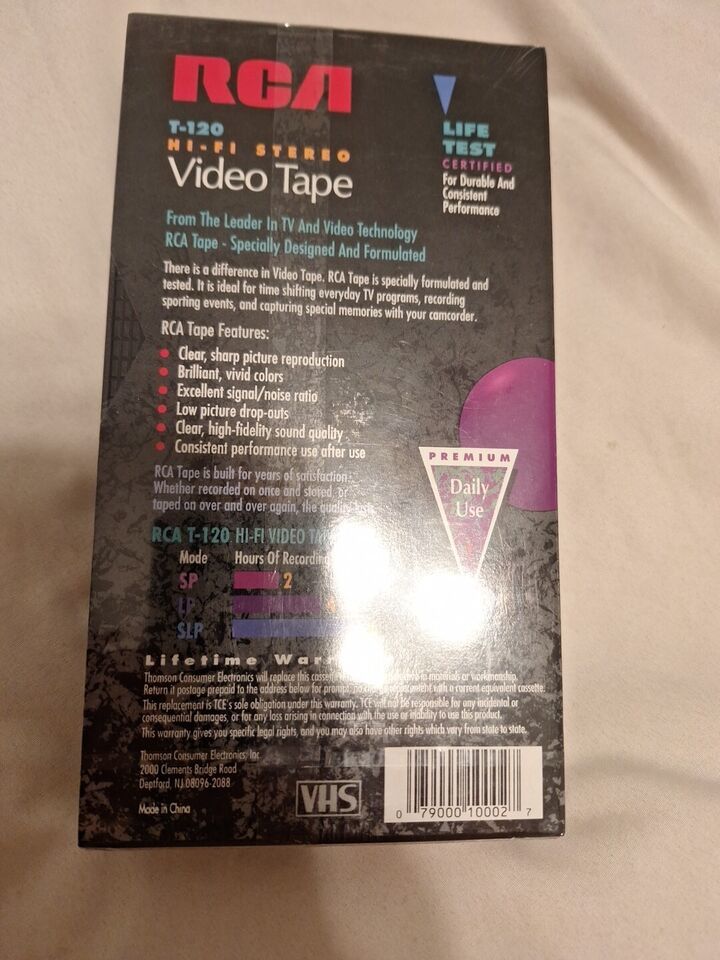 RCA
T-120
HI-FI STEREO
Video Tape
LIFE
TEST
CERTIFIED
For Durable And
Consistent
Performance
From The Leader In TV And Video Technology
RCA Tape - Specially Designed And Formulated
There is a difference in Video Tape. RCA Tape is specially formulated and
tested. It is ideal for time shifting everyday TV programs, recording
sporting events, and capturing special memories with your camcorder.
RCA Tape Features:
• Clear, sharp picture reproduction
• Brilliant, vivid colors
• Excellent signal/noise ratio
• Low picture drop-outs
• Clear, high-fidelity sound quality
• Consistent performance use after use
PREMIUM
Daily
Use
RCA Tape is built for years of satisfaction.
Whether recorded on once and stored, or
taped on over and over again, the quality
RCA T-120 HI-FI VIDEO
Mode Hours Of Recording
SP 2
LP
SLP
Lifetime
Thomson Consumer Electronics will replace this in materials or workmanship.
Return it postage prepaid to the address below for prompt, replacement with a current equivalent cassette.
This replacement is TCE's sole obligation under this warranty. TCE will not be responsible for any incidental or
consequential damages, or for any loss arising in connection with the use or inability to use this product.
This warranty gives you specific legal rights, and you may also have other rights which vary from state to state.
Thomson Consumer Electronics, Inc
2000 Clements Bridge Road
Deptford, NJ 08096-2088
Made in China
VHS
0 79000 10002 7